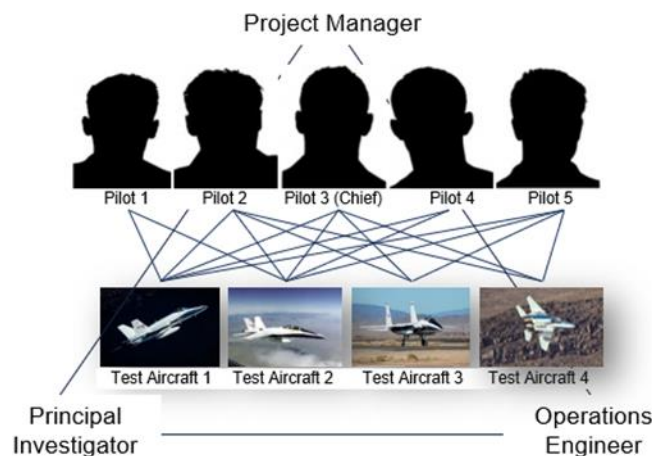 Project Manager
Pilot 1
Pilot 2
Pilot 3 (Chief)
Pilot 4
Pilot 5
Test Aircraft 1
Test Aircraft 2
Test Aircraft 3
Test Aircraft 4
Principal
Investigator
Operations
Engineer